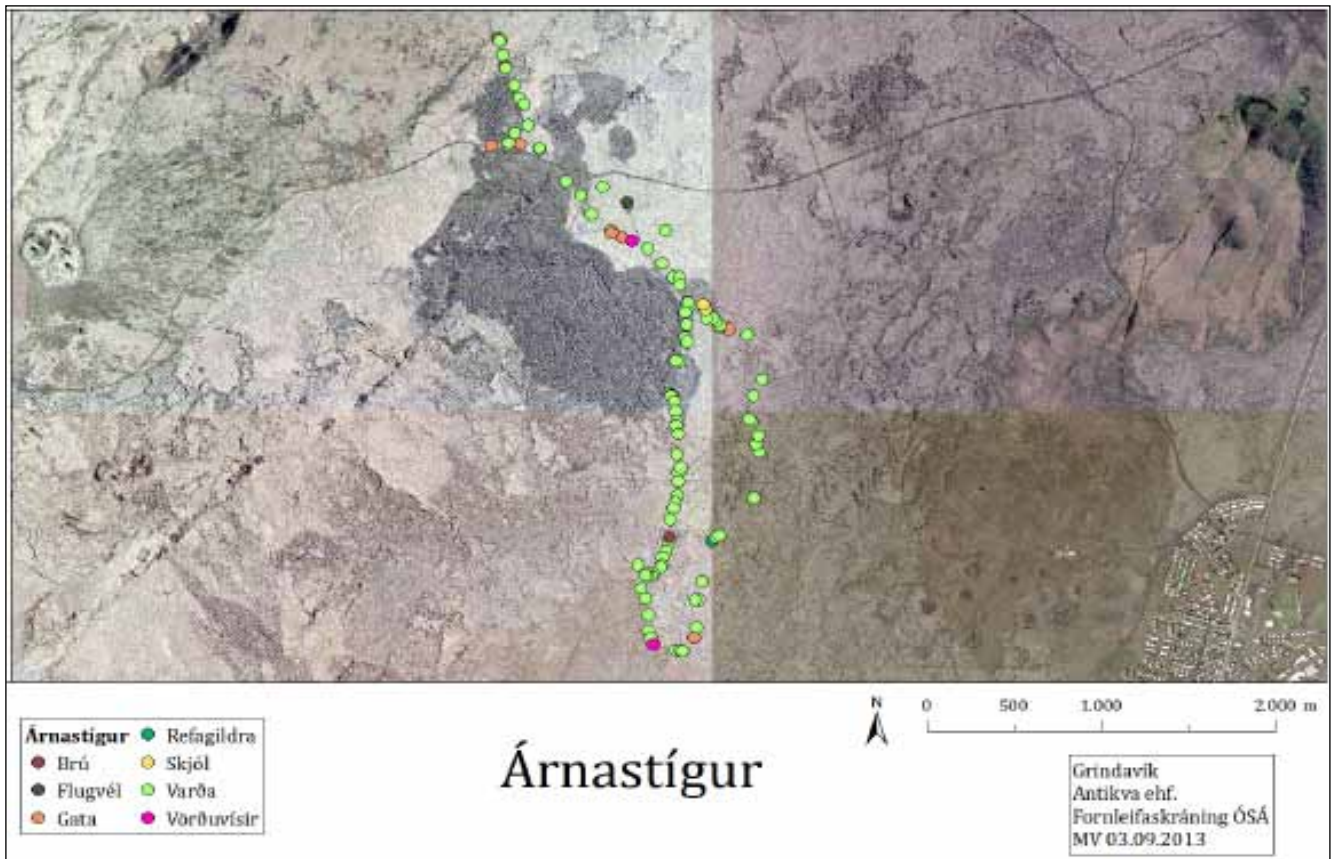 N
0 500 1.000 2.000 m
Árnastígur
Brú
Flugvél
Gata
Refagildra
Skjól
Varða
Vörðuvísir
Árnastígur
Grindavík
Antikva ehf.
Fornleifaskráning ÓSÁ
MV 03.09.2013